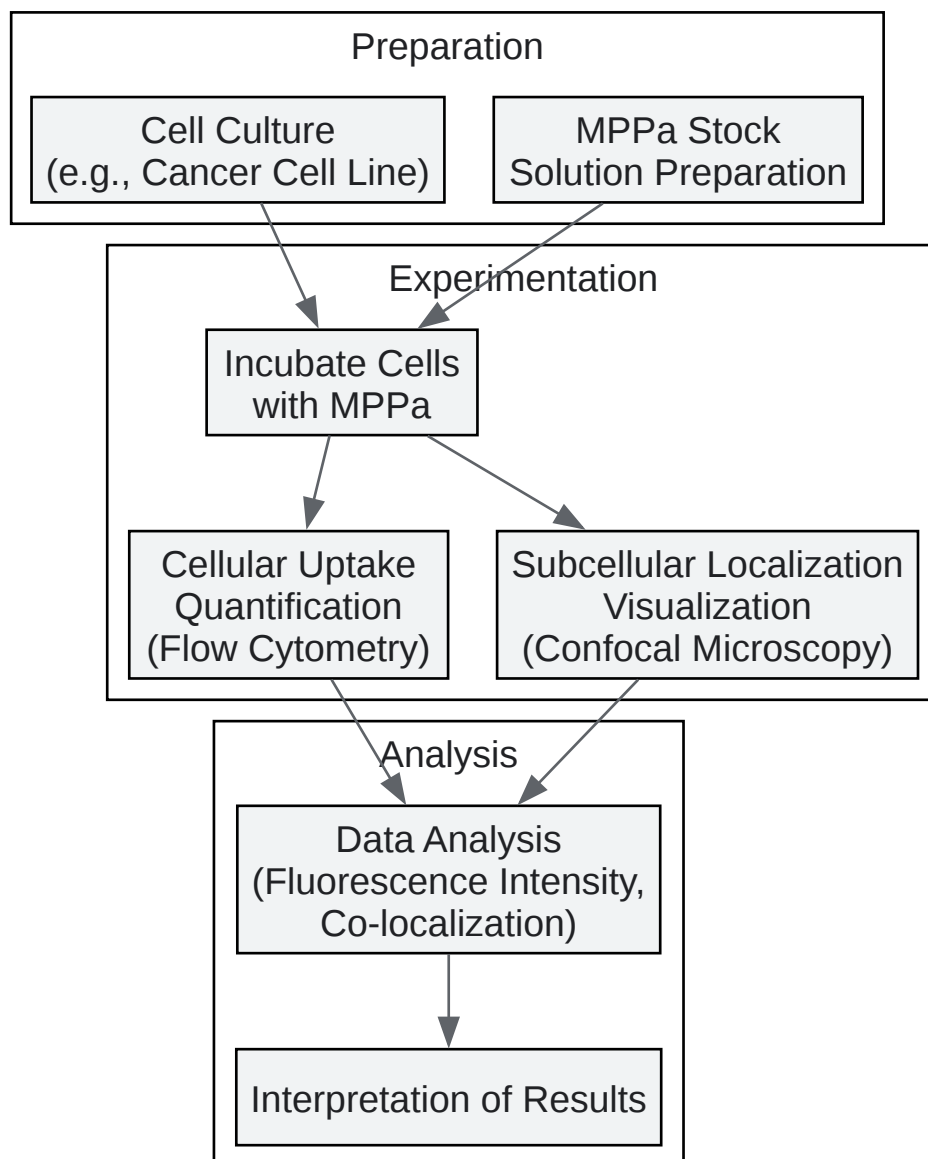 Preparation
Cell Culture
(e.g., Cancer Cell Line)
MPPa Stock
Solution Preparation
Experimentation
Incubate Cells
with MPPa
Cellular Uptake
Quantification
(Flow Cytometry)
Subcellular Localization
Visualization
(Confocal Microscopy)
Analysis
Data Analysis
(Fluorescence Intensity,
Co-localization)
Interpretation of Results